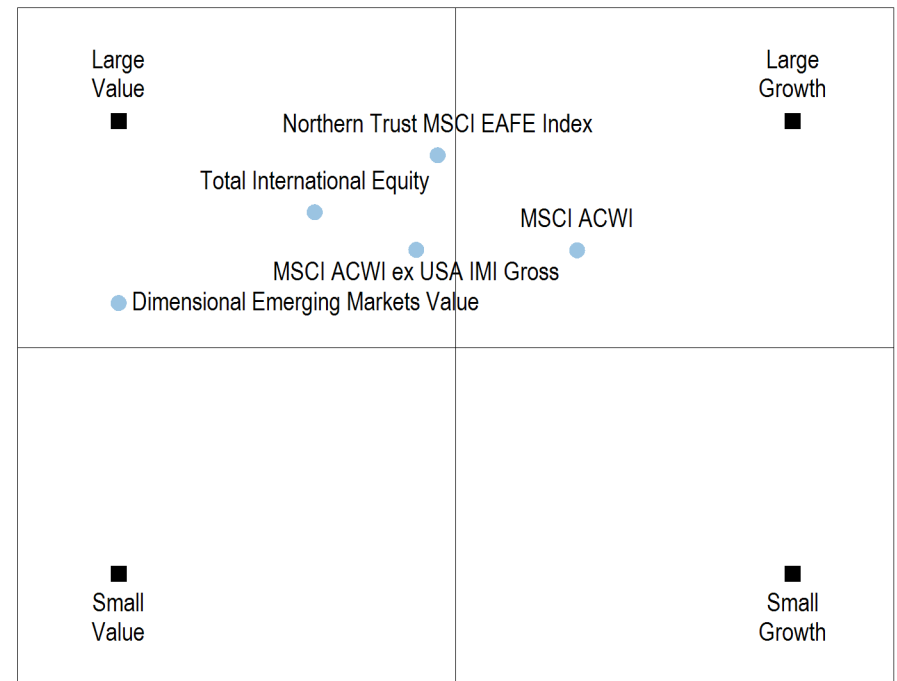 Large
Value
Large
Growth
Northern Trust MSCI EAFE Index
Total International Equity
MSCI ACWI
MSCI ACWI ex USA IMI Gross
Dimensional Emerging Markets Value
Small
Value
Small
Growth